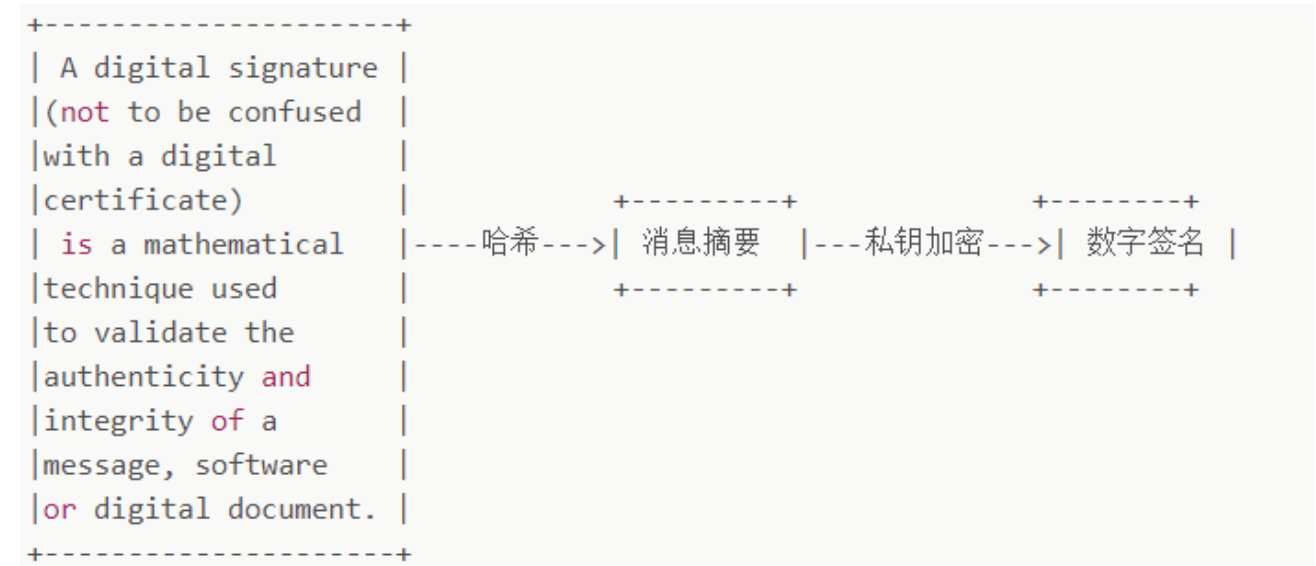 +---------------------+
| A digital signature |
|(not to be confused  |
|with a digital       |
|certificate)         |            +---------+              +--------+
| is a mathematical   |----哈希--->| 消息摘要  |---私钥加密--->| 数字签名 |
|technique used       |            +---------+              +--------+
|to validate the      |
|authenticity and     |
|integrity of a       |
|message, software    |
|or digital document. |
+---------------------+